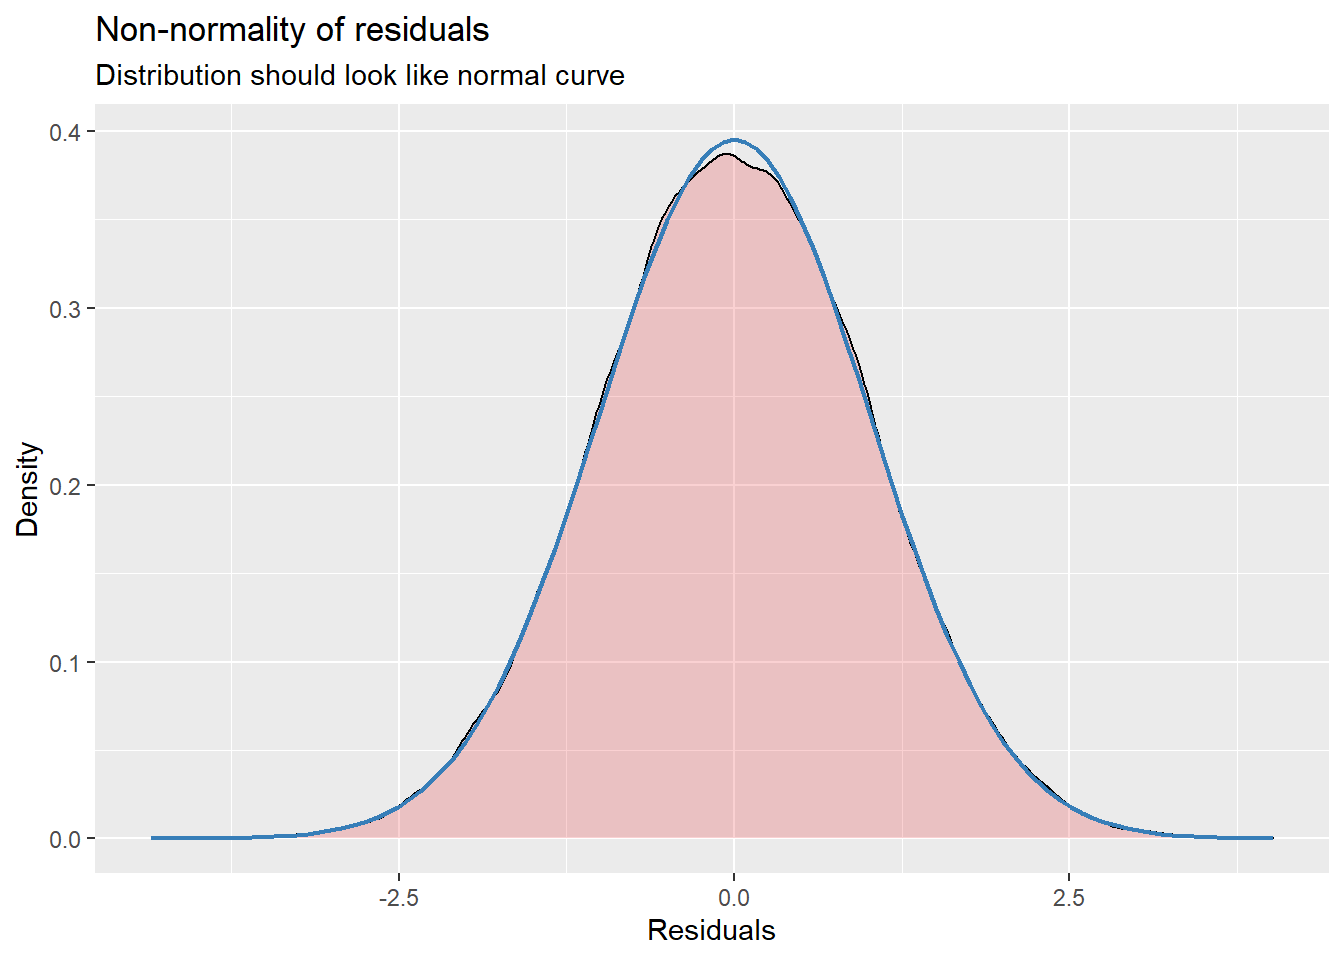 Non-normality of residuals
Distribution should look like normal curve
0.4
0.3
0.2
0.1
0.0
Density
-2.5
0.0
2.5
Residuals